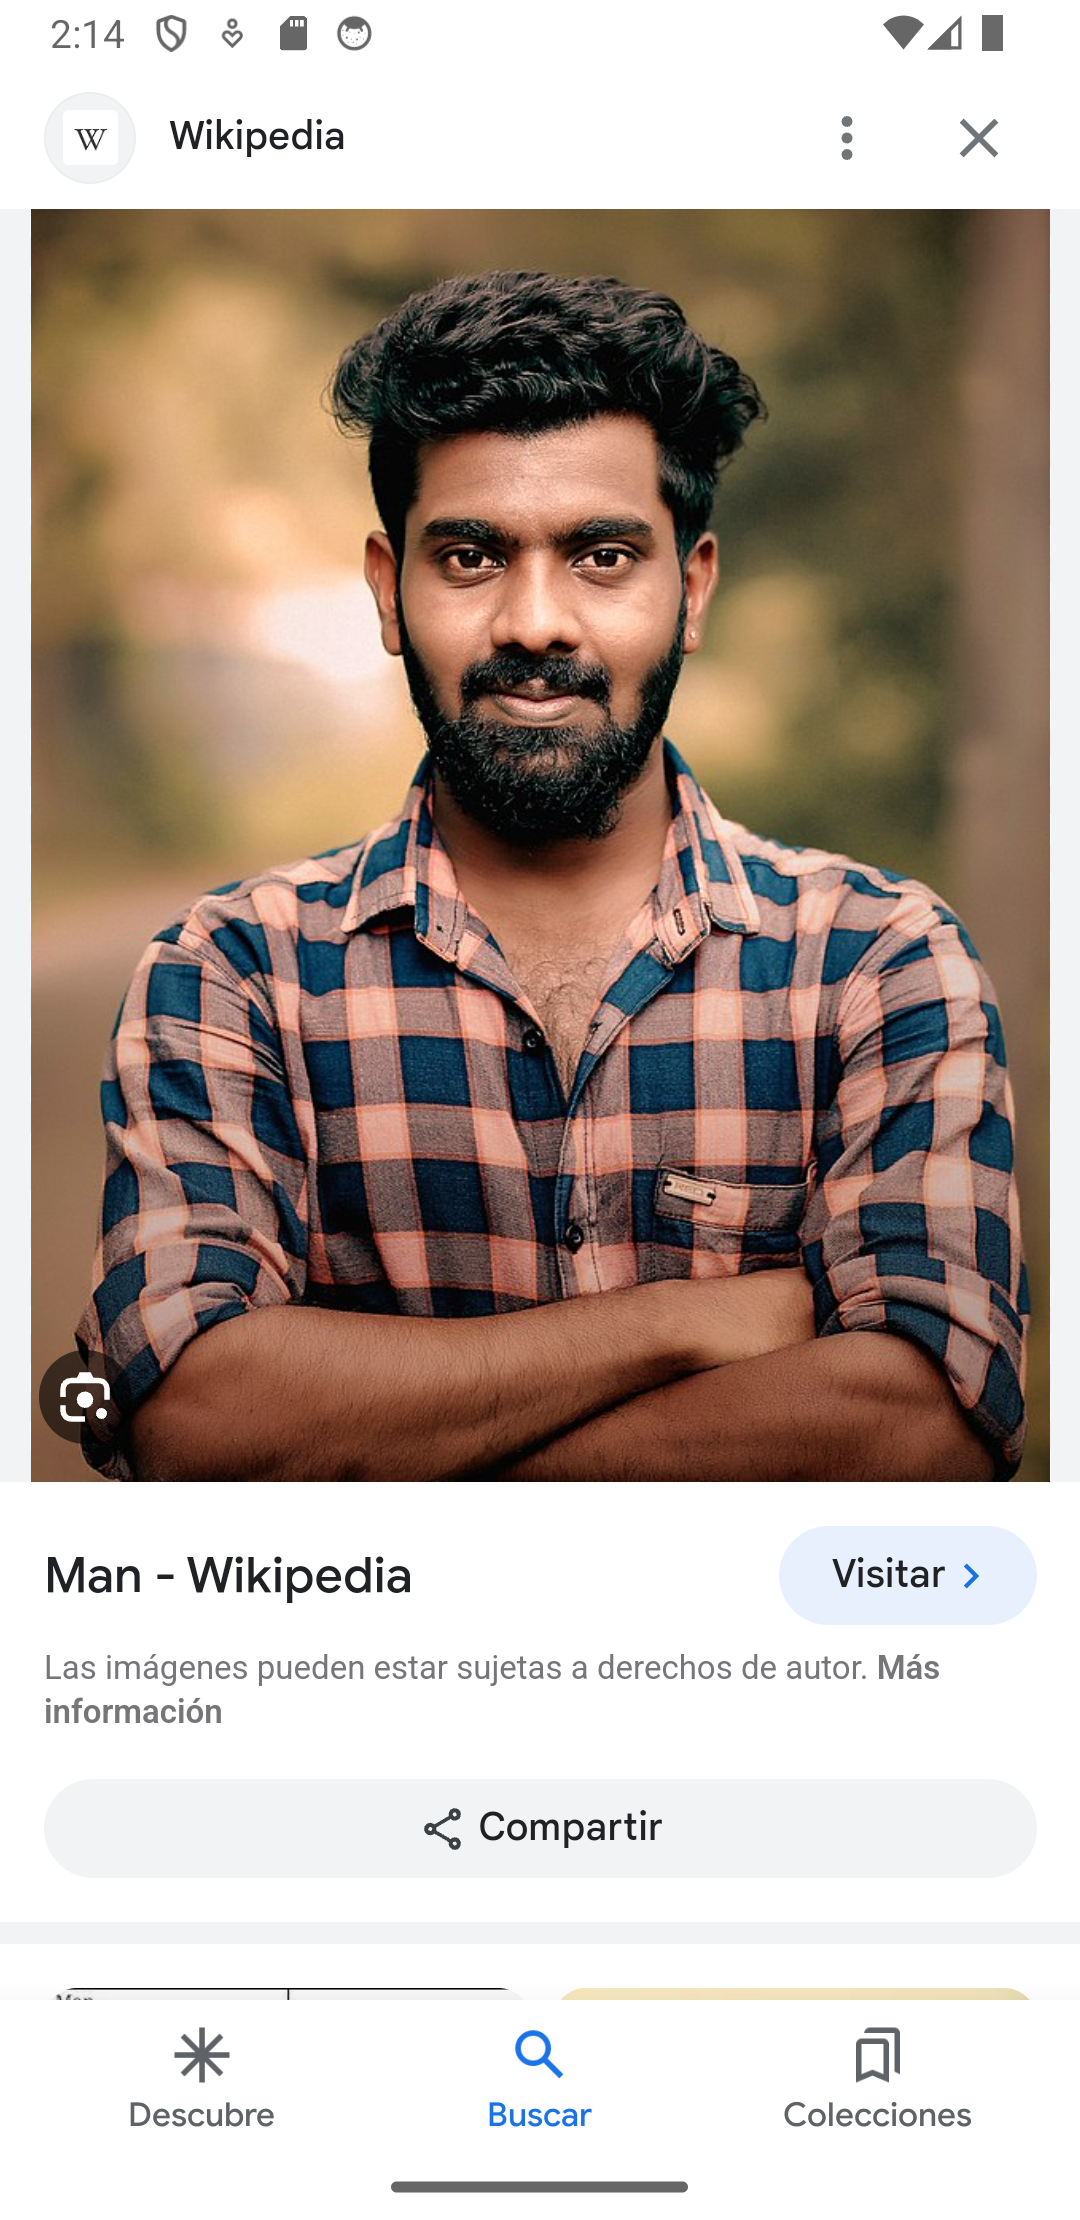 2:14
W
Wikipedia
Man - Wikipedia
Visitar
Las imágenes pueden estar sujetas a derechos de autor. Más
información
Compartir
Man
Descubre
Buscar
Colecciones